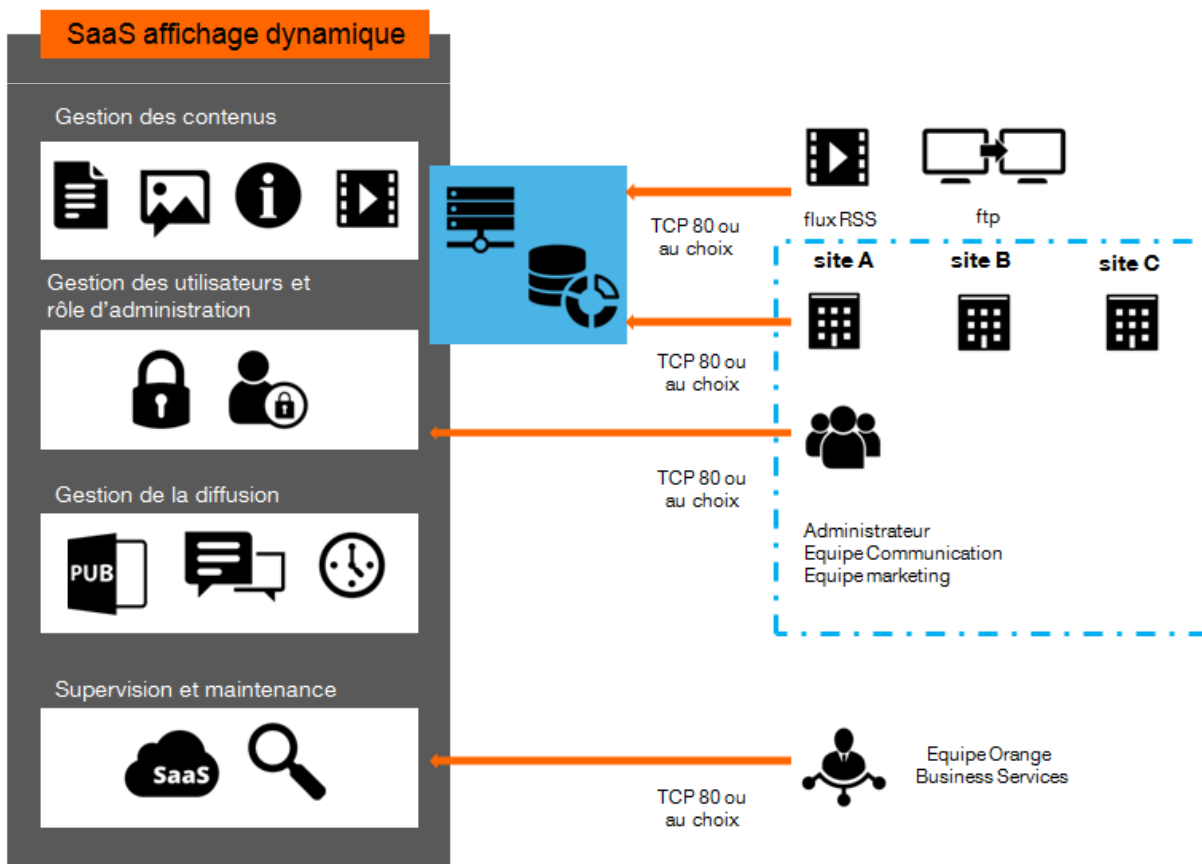 SaaS affichage dynamique
Gestion des contenus
flux RSS
ftp
TCP 80 ou
au choix
site A
site B
site C
Gestion des utilisateurs et
rôle d'administration
TCP 80 ou
au choix
TCP 80 ou
au choix
Gestion de la diffusion
PUB
Administrateur
Equipe Communication
Equipe marketing
Supervision et maintenance
SaaS
Equipe Orange
Business Services
TCP 80 ou
au choix